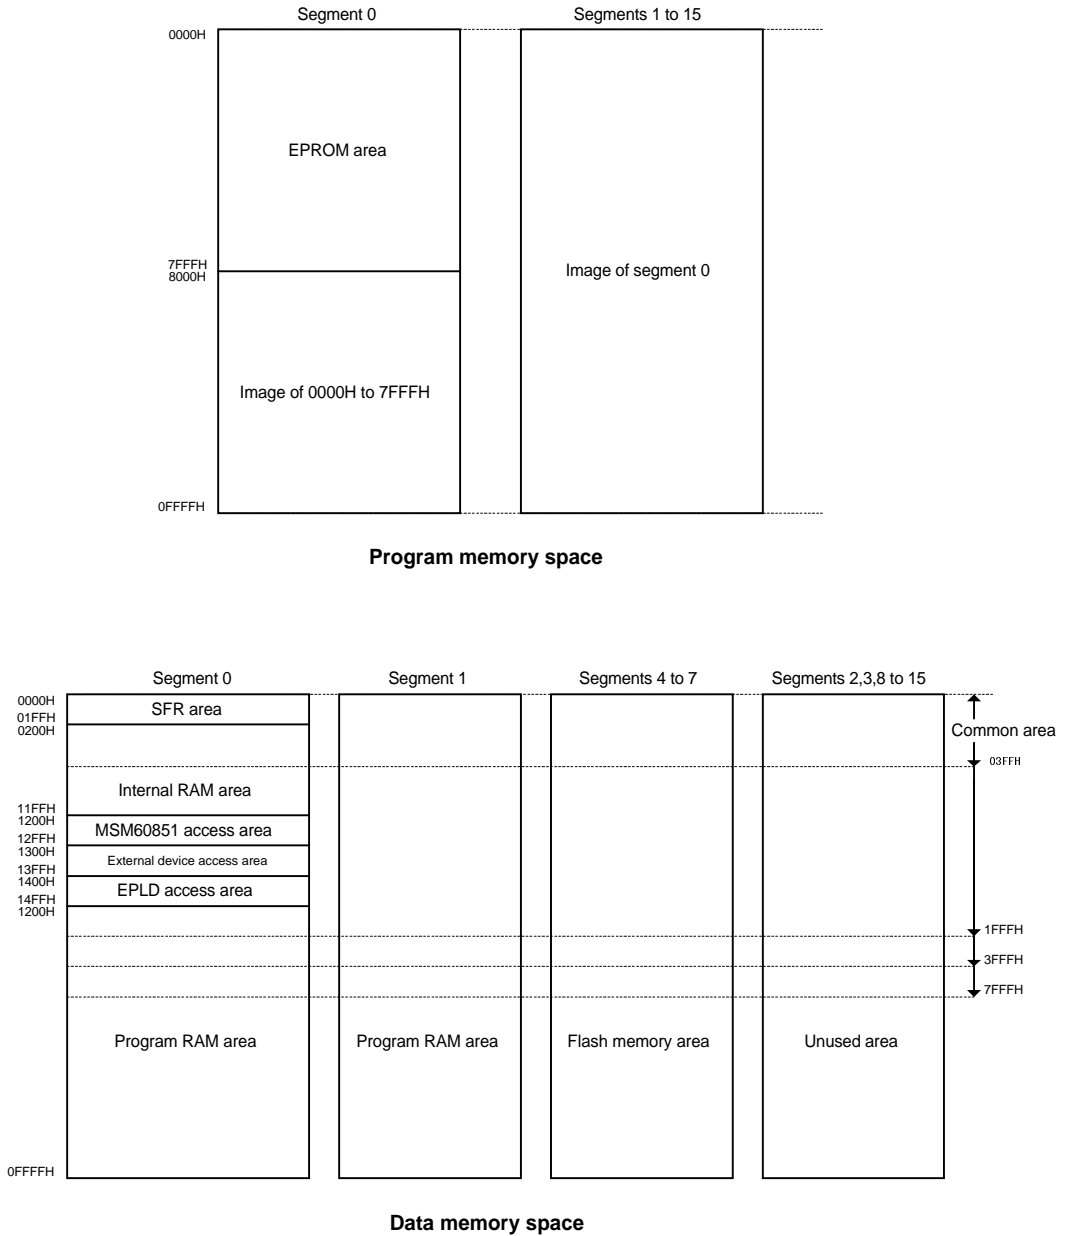 Segment 0
Segments 1 to 15
0000H
EPROM area
7FFFH
8000H
Image of segment 0
Image of 0000H to 7FFFH
0FFFFH
Program memory space
Segment 0
Segment 1
Segments 4 to 7
Segments 2,3,8 to 15
0000H
SFR area
01FFH
0200H
Common area
03FFH
Internal RAM area
11FFH
1200H
MSM60851 access area
12FFH
1300H
External device access area
13FFH
1400H
EPLD access area
14FFH
1200H
1FFFH
3FFFH
7FFFH
Program RAM area
Program RAM area
Flash memory area
Unused area
0FFFFH
Data memory space